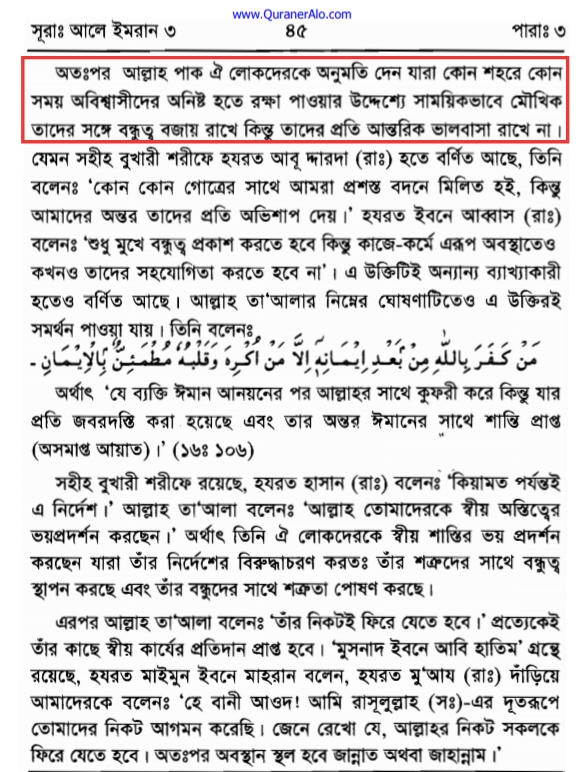 www.QuranerAlo.com
সূরাঃ আলে ইমরান ৩ ৪৫ পারাঃ ৩
অতঃপর আল্লাহ পাক ঐ লোকদেরকে অনুমতি দেন যারা কোন শহরে কোন
সময় অবিশ্বাসীদের অনিষ্ট হতে রক্ষা পাওয়ার উদ্দেশ্যে সাময়িকভাবে মৌখিক
তাদের সঙ্গে বন্ধুত্ব বজায় রাখে কিন্তু তাদের প্রতি আন্তরিক ভালবাসা রাখে না।
যেমন সহীহ বুখারী শরীফে হযরত আবূ দ্দারদা (রাঃ) হতে বর্ণিত আছে, তিনি
বলেনঃ ‘কোন কোন গোত্রের সাথে আমরা প্রশস্ত বদনে মিলিত হই, কিন্তু
আমাদের অন্তর তাদের প্রতি অভিশাপ দেয়।’ হযরত ইবনে আব্বাস (রাঃ)
বলেনঃ ‘শুধু মুখে বন্ধুত্ব প্রকাশ করতে হবে কিন্তু কাজে-কর্মে এরূপ অবস্থাতেও
কখনও তাদের সহযোগিতা করতে হবে না’। এ উক্তিটিই অন্যান্য ব্যাখ্যাকারী
হতেও বর্ণিত আছে। আল্লাহ তা‘আলার নিম্নের ঘোষণাটিতেও এ উক্তিরই
সমর্থন পাওয়া যায়। তিনি বলেনঃ
مَنْ كَفَرَ بِاللّٰهِ مِنْ بَعْدِ اِيْمَانِهٖ اِلَّا مَنْ اُكْرِهَ وَقَلْبُهٗ مُطْمَئِنٌّ بِالْاِيْمَانِ -
অর্থাৎ ‘যে ব্যক্তি ঈমান আনয়নের পর আল্লাহর সাথে কুফরী করে কিন্তু যার
প্রতি জবরদস্তি করা হয়েছে এবং তার অন্তর ঈমানের সাথে শান্তি প্রাপ্ত
(অসমাপ্ত আয়াত)।’ (১৬ঃ ১০৬)
সহীহ বুখারী শরীফে রয়েছে, হযরত হাসান (রাঃ) বলেনঃ ‘কিয়ামত পর্যন্তই
এ নির্দেশ।’ আল্লাহ তা‘আলা বলেনঃ ‘আল্লাহ তোমাদেরকে স্বীয় অস্তিত্বের
ভয়প্রদর্শন করছেন।’ অর্থাৎ তিনি ঐ লোকদেরকে স্বীয় শাস্তির ভয় প্রদর্শন
করছেন যারা তাঁর নির্দেশের বিরুদ্ধাচরণ করতঃ তাঁর শত্রুদের সাথে বন্ধুত্ব
স্থাপন করছে এবং তাঁর বন্ধুদের সাথে শত্রুতা পোষণ করছে।
এরপর আল্লাহ তা‘আলা বলেনঃ ‘তাঁর নিকটই ফিরে যেতে হবে।’ প্রত্যেকেই
তাঁর কাছে স্বীয় কার্যের প্রতিদান প্রাপ্ত হবে। ‘মুসনাদ ইবনে আবি হাতিম’ গ্রন্থে
রয়েছে, হযরত মাইমুন ইবনে মাহরান বলেন, হযরত মু‘আয (রাঃ) দাঁড়িয়ে
আমাদেরকে বলেনঃ ‘হে বানী আওদ! আমি রাসূলুল্লাহ (সঃ)-এর দূতরূপে
তোমাদের নিকট আগমন করেছি। জেনে রেখো যে, আল্লাহর নিকট সকলকে
ফিরে যেতে হবে। অতঃপর অবস্থান স্থল হবে জান্নাত অথবা জাহান্নাম।’